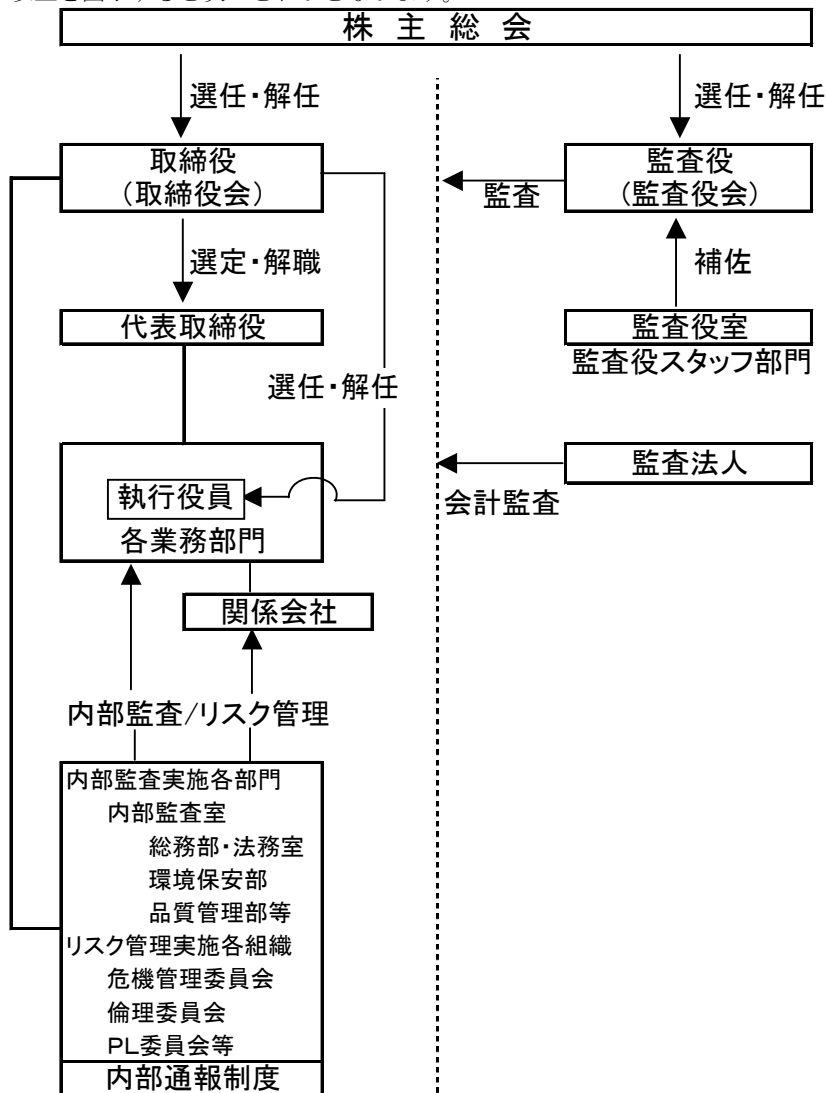 株 主 総 会
選任・解任
選任・解任
取締役
（取締役会）
監査役
（監査役会）
監査
選定・解職
補佐
代表取締役
監査役室
監査役スタッフ部門
選任・解任
監査法人
執行役員
会計監査
各業務部門
関係会社
内部監査/リスク管理
内部監査実施各部門
内部監査室
総務部・法務室
環境保安部
品質管理部等
リスク管理実施各組織
危機管理委員会
倫理委員会
ＰＬ委員会等
内部通報制度